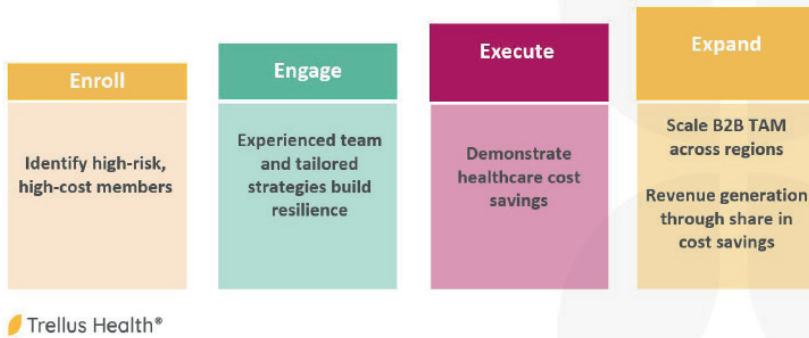 Enroll
Identify high-risk,
high-cost members
Engage
Experienced team
and tailored
strategies build
resilience
Execute
Demonstrate
healthcare cost
savings
Expand
Scale B2B TAM
across regions
Revenue generation
through share in
cost savings
Trellus Health®